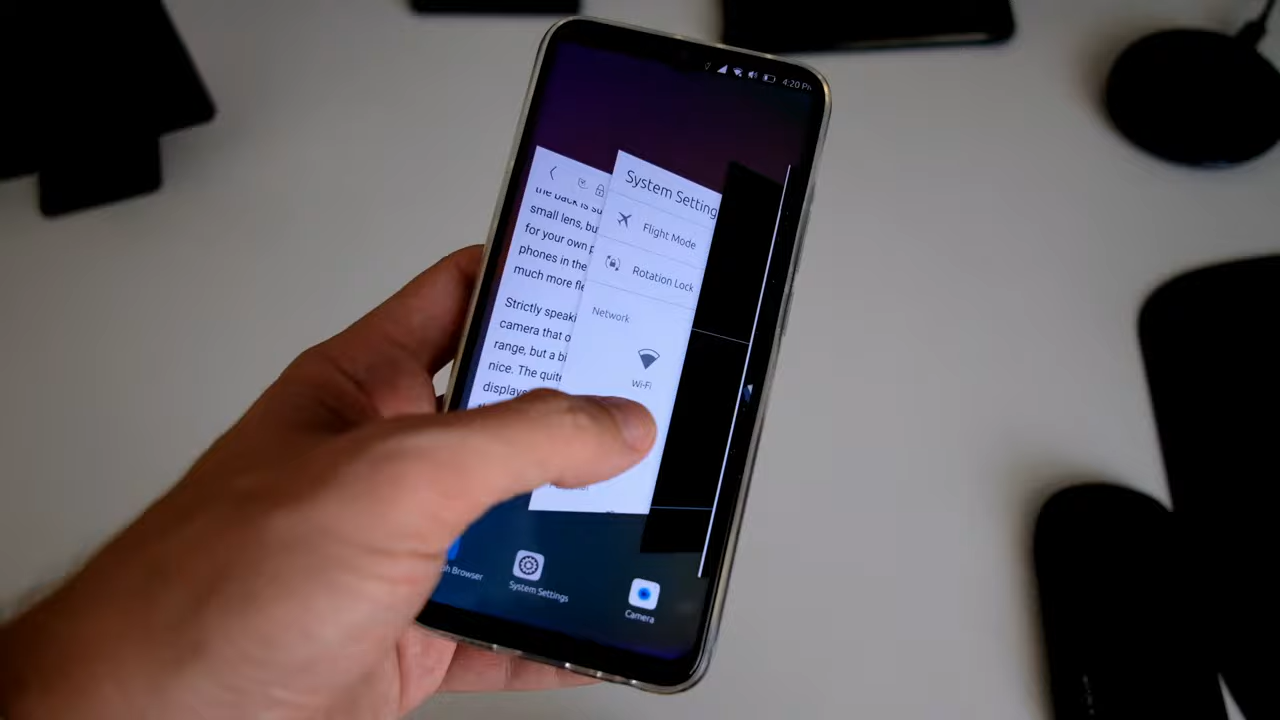 4:20 PM
the back is su
small lens, bu
for your own p
phones in the
much more fle
Strictly speaki
camera that o
range, but a bi
nice. The quit
displays
System Setting
Flight Mode
Rotation Lock
Network
Wi-Fi
ph Browser
System Settings
Camera